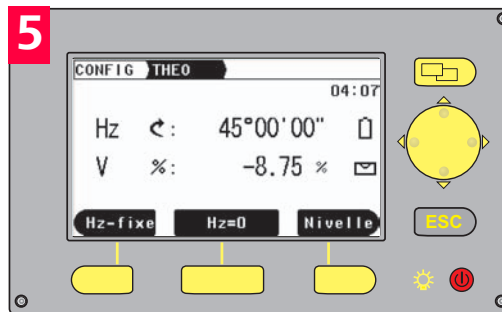 5
CONFIG THEO
04:07
Hz ↻: 45°00'00"
V %: -8.75 %
Hz-fixe Hz=0 Nivelle
ESC